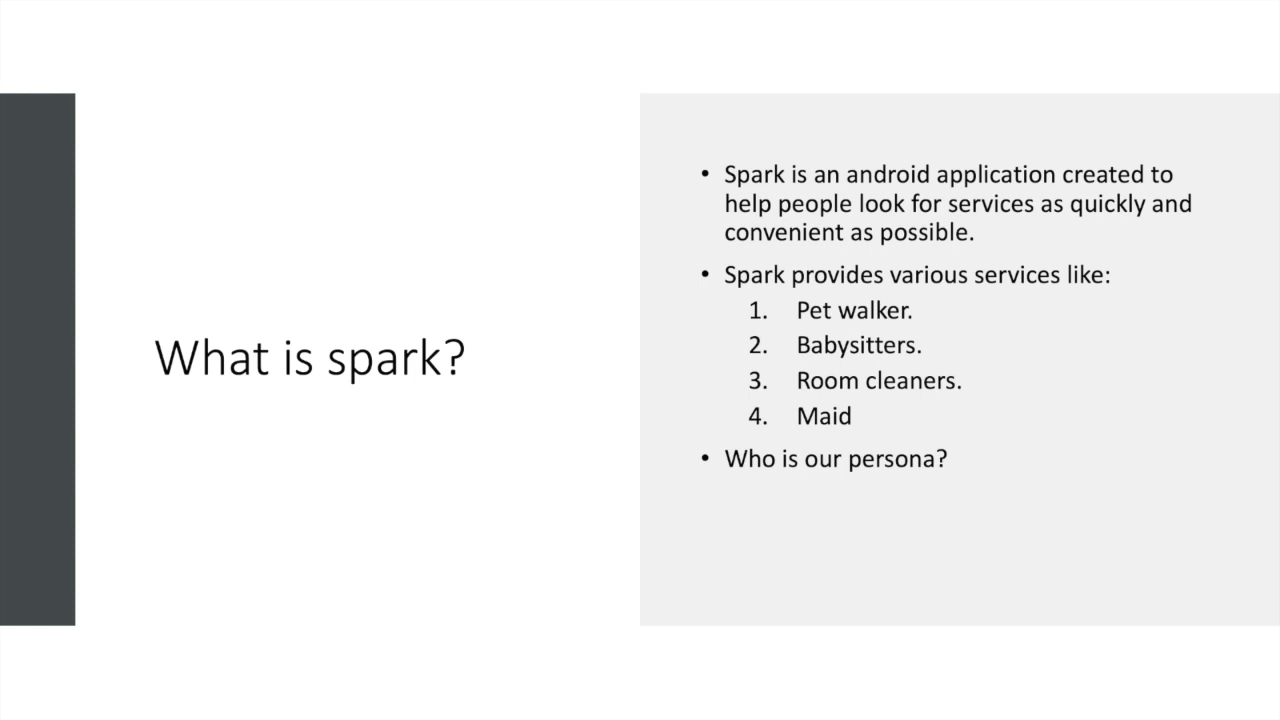 What is spark?
• Spark is an android application created to
help people look for services as quickly and
convenient as possible.
• Spark provides various services like:
1. Pet walker.
2. Babysitters.
3. Room cleaners.
4. Maid
• Who is our persona?